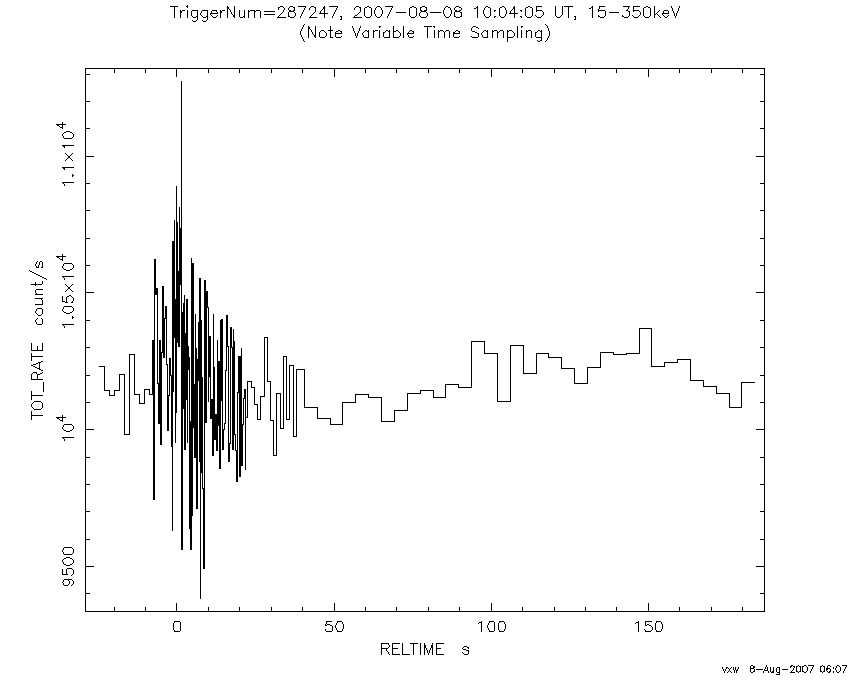 TriggerNum=287247, 2007-08-08 10:04:05 UT, 15-350keV
(Note Variable Time Sampling)
TOT_RATE count/s
1.1×10⁴
1.05×10⁴
10⁴
9500
0 50 100 150
RELTIME s
vxw 8-Aug-2007 06:07